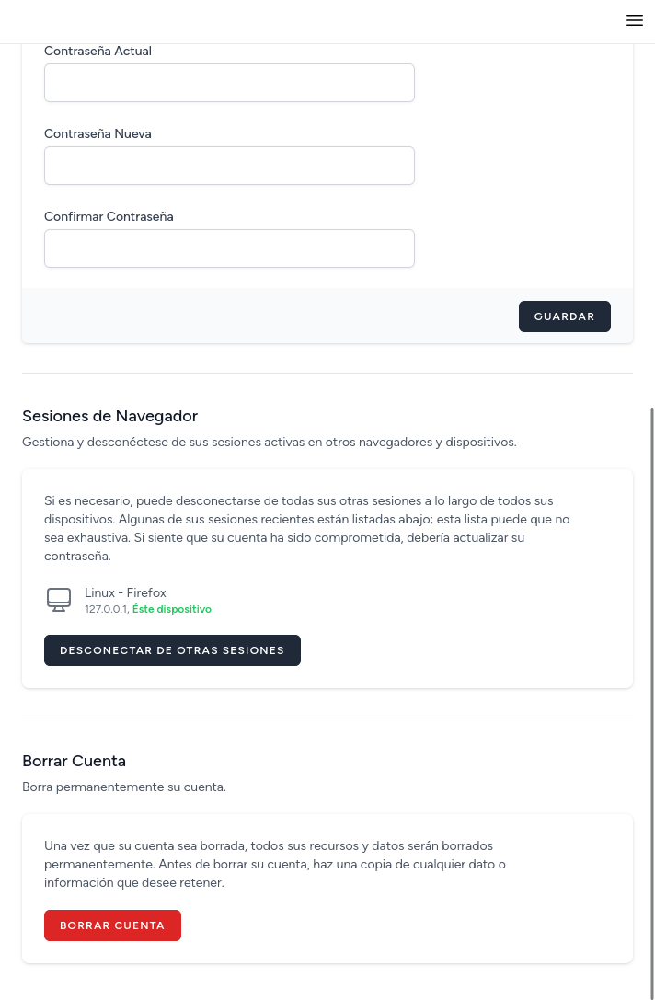 Contraseña Actual
Contraseña Nueva
Confirmar Contraseña
GUARDAR
Sesiones de Navegador
Gestiona y desconéctese de sus sesiones activas en otros navegadores y dispositivos.
Si es necesario, puede desconectarse de todas sus otras sesiones a lo largo de todos sus
dispositivos. Algunas de sus sesiones recientes están listadas abajo; esta lista puede que no
sea exhaustiva. Si siente que su cuenta ha sido comprometida, debería actualizar su
contraseña.
Linux - Firefox
127.0.0.1, Éste dispositivo
DESCONECTAR DE OTRAS SESIONES
Borrar Cuenta
Borra permanentemente su cuenta.
Una vez que su cuenta sea borrada, todos sus recursos y datos serán borrados
permanentemente. Antes de borrar su cuenta, haz una copia de cualquier dato o
información que desee retener.
BORRAR CUENTA